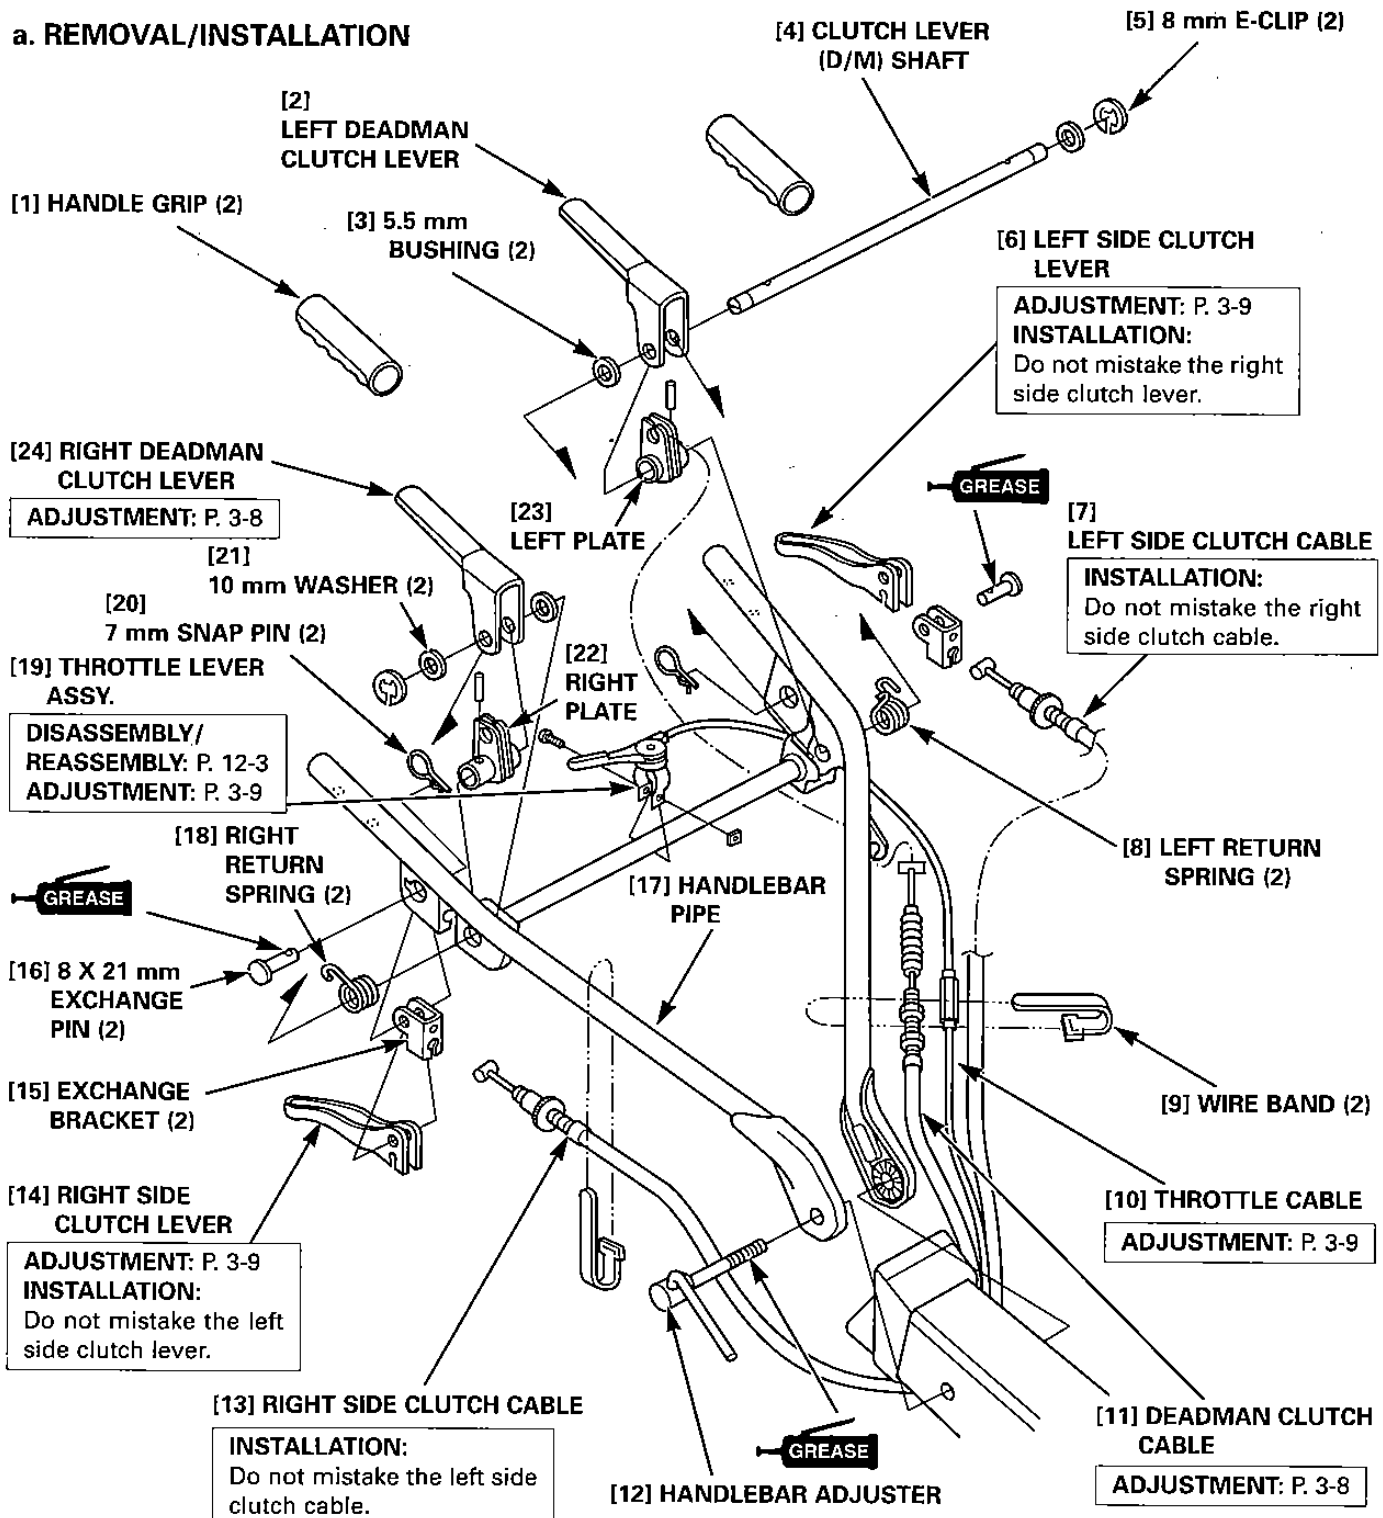 a. REMOVAL/INSTALLATION
[4] CLUTCH LEVER
(D/M) SHAFT
[5] 8 mm E-CLIP (2)
[2]
LEFT DEADMAN
CLUTCH LEVER
[1] HANDLE GRIP (2)
[3] 5.5 mm
BUSHING (2)
[6] LEFT SIDE CLUTCH
LEVER
ADJUSTMENT: P. 3-9
INSTALLATION:
Do not mistake the right
side clutch lever.
[24] RIGHT DEADMAN
CLUTCH LEVER
ADJUSTMENT: P. 3-8
[23]
LEFT PLATE
GREASE
[7]
LEFT SIDE CLUTCH CABLE
INSTALLATION:
Do not mistake the right
side clutch cable.
[21]
10 mm WASHER (2)
[20]
7 mm SNAP PIN (2)
[19] THROTTLE LEVER
ASSY.
DISASSEMBLY/
REASSEMBLY: P. 12-3
ADJUSTMENT: P. 3-9
[22]
RIGHT
PLATE
[18] RIGHT
RETURN
SPRING (2)
[8] LEFT RETURN
SPRING (2)
[17] HANDLEBAR
PIPE
GREASE
[16] 8 X 21 mm
EXCHANGE
PIN (2)
[15] EXCHANGE
BRACKET (2)
[9] WIRE BAND (2)
[14] RIGHT SIDE
CLUTCH LEVER
ADJUSTMENT: P. 3-9
INSTALLATION:
Do not mistake the left
side clutch lever.
[10] THROTTLE CABLE
ADJUSTMENT: P. 3-9
[13] RIGHT SIDE CLUTCH CABLE
INSTALLATION:
Do not mistake the left side
clutch cable.
GREASE
[12] HANDLEBAR ADJUSTER
[11] DEADMAN CLUTCH
CABLE
ADJUSTMENT: P. 3-8